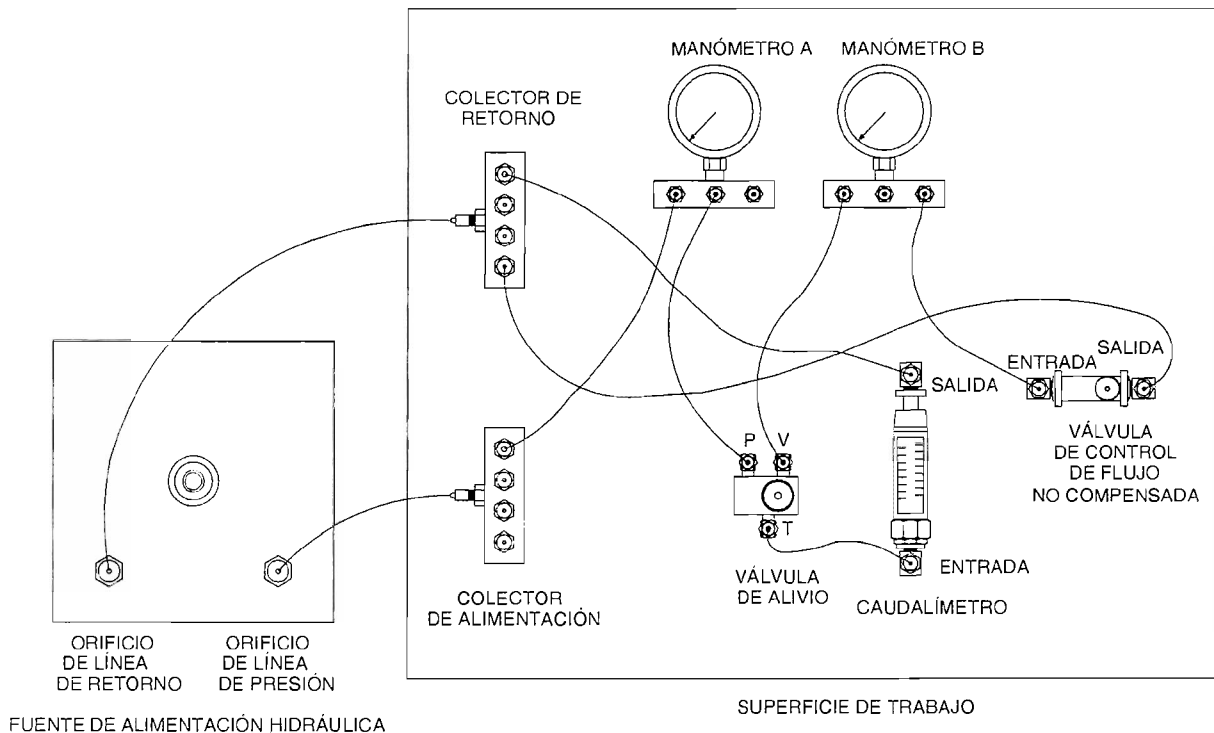 MANÓMETRO A
MANÓMETRO B
COLECTOR DE
RETORNO
ENTRADA
SALIDA
SALIDA
VÁLVULA
DE CONTROL
DE FLUJO
NO COMPENSADA
P
V
T
ENTRADA
VÁLVULA
DE ALIVIO
CAUDALÍMETRO
COLECTOR
DE ALIMENTACIÓN
ORIFICIO
DE LÍNEA
DE RETORNO
ORIFICIO
DE LÍNEA
DE PRESIÓN
SUPERFICIE DE TRABAJO
FUENTE DE ALIMENTACIÓN HIDRÁULICA